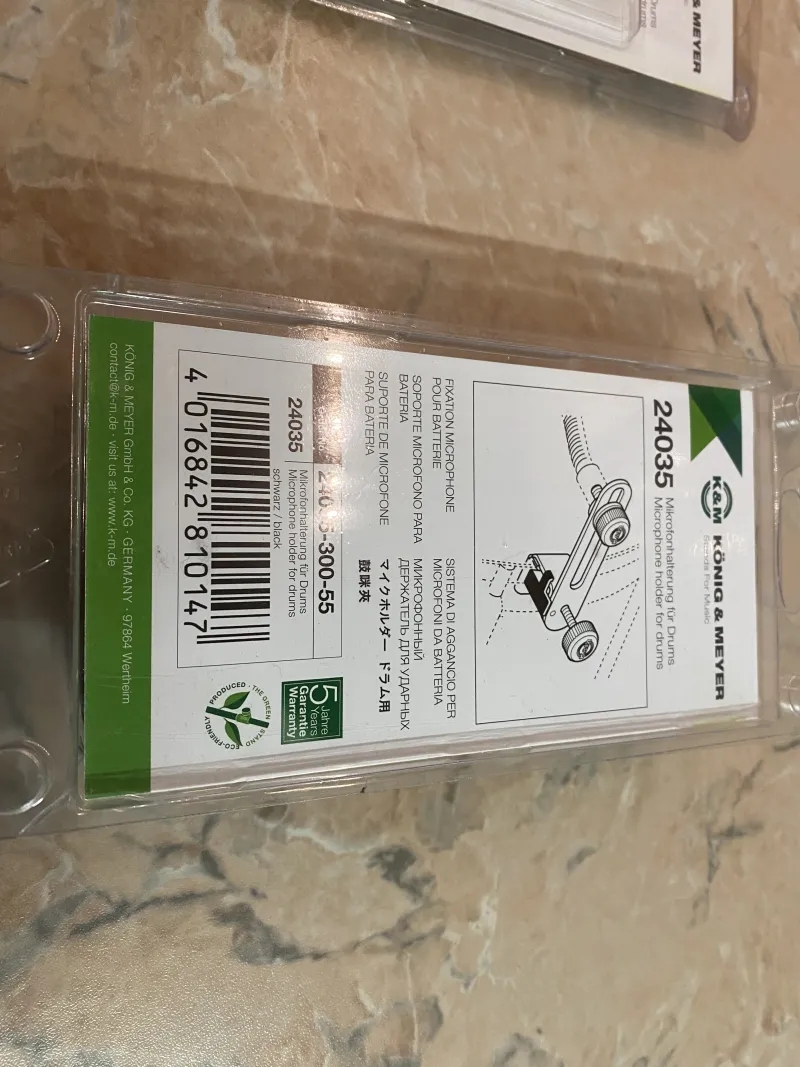 K&M KÖNIG & MEYER
Stands For Music
24035
Mikrofonhalterung für Drums
Microphone holder for drums
FIXATION MICROPHONE
POUR BATTERIE
SOPORTE MICROFONO PARA
BATERIA
SUPORTE DE MICROFONE
PARA BATERIA
SISTEMA DI AGGANCIO PER
MICROFONI DA BATTERIA
МИКРОФОННЫЙ
ДЕРЖАТЕЛЬ ДЛЯ УДАРНЫХ
マイクホルダー ドラム用
鼓咪夹
-300-55
24035
Mikrofonhalterung für Drums
Microphone holder for drums
schwarz / black
4 016842 810147
5 Jahre
Years
Garantie
Warranty
PRODUCED · THE GREEN STAND
ECO-FRIENDLY
KÖNIG & MEYER GmbH & Co. KG · GERMANY · 97864 Wertheim
contact@k-m.de · visit us at: www.k-m.de
& MEYER